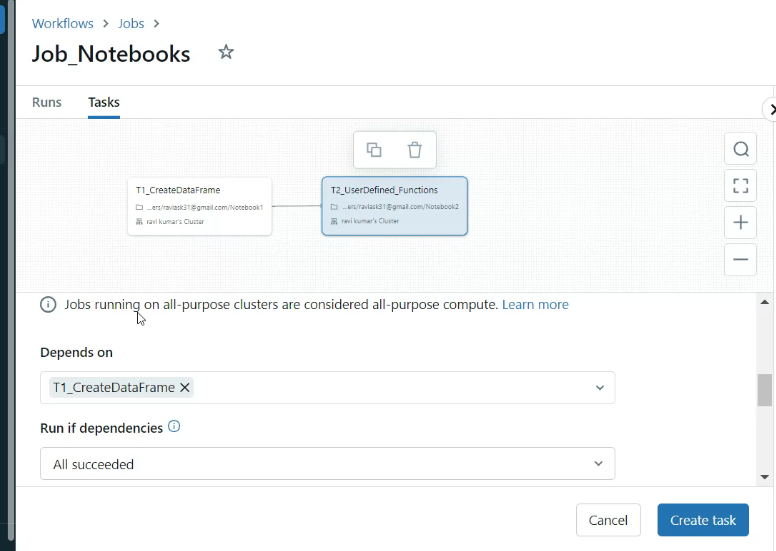 Workflows > Jobs >
Job_Notebooks
Runs Tasks
T1_CreateDataFrame
...ers/raviask31@gmail.com/Notebook1
ravi kumar's Cluster
T2_UserDefined_Functions
...ers/raviask31@gmail.com/Notebook2
ravi kumar's Cluster
Jobs running on all-purpose clusters are considered all-purpose compute. Learn more
Depends on
T1_CreateDataFrame
Run if dependencies
All succeeded
Cancel Create task